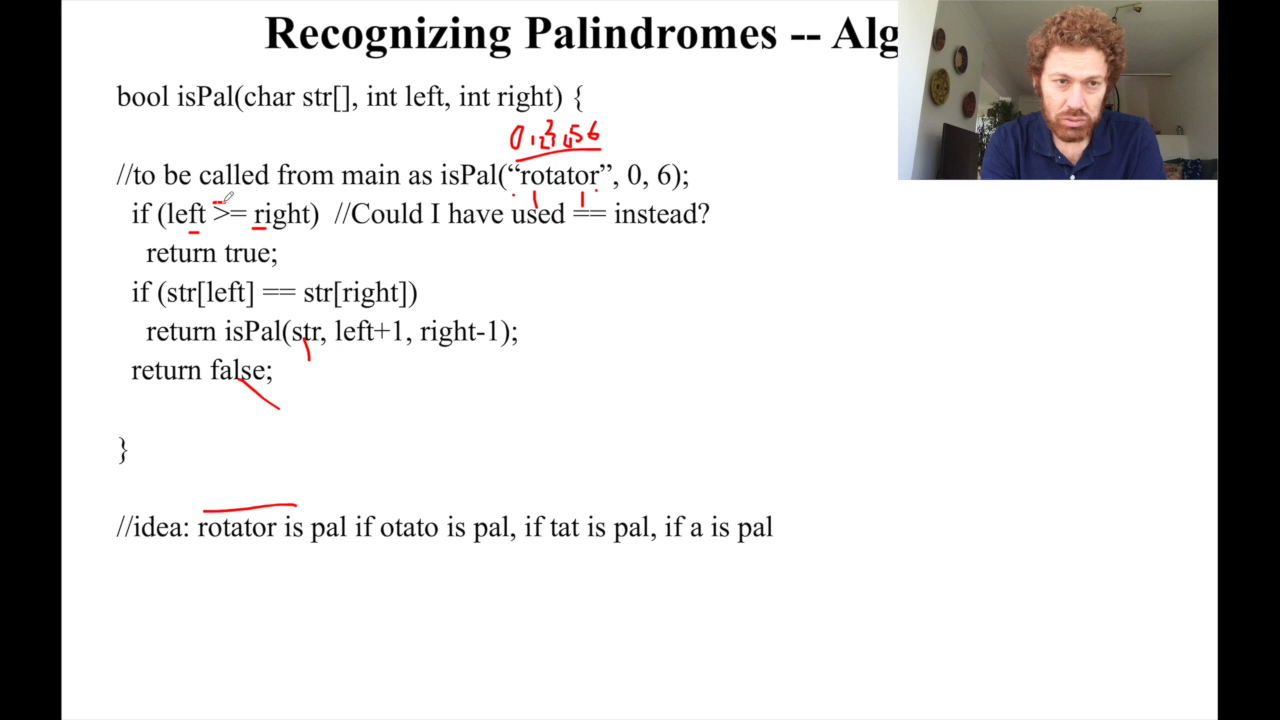 Recognizing Palindromes -- Alg
bool isPal(char str[], int left, int right) {
0123456
//to be called from main as isPal(“rotator”, 0, 6);
if (left >= right) //Could I have used == instead?
return true;
if (str[left] == str[right])
return isPal(str, left+1, right-1);
return false;
}
//idea: rotator is pal if otato is pal, if tat is pal, if a is pal